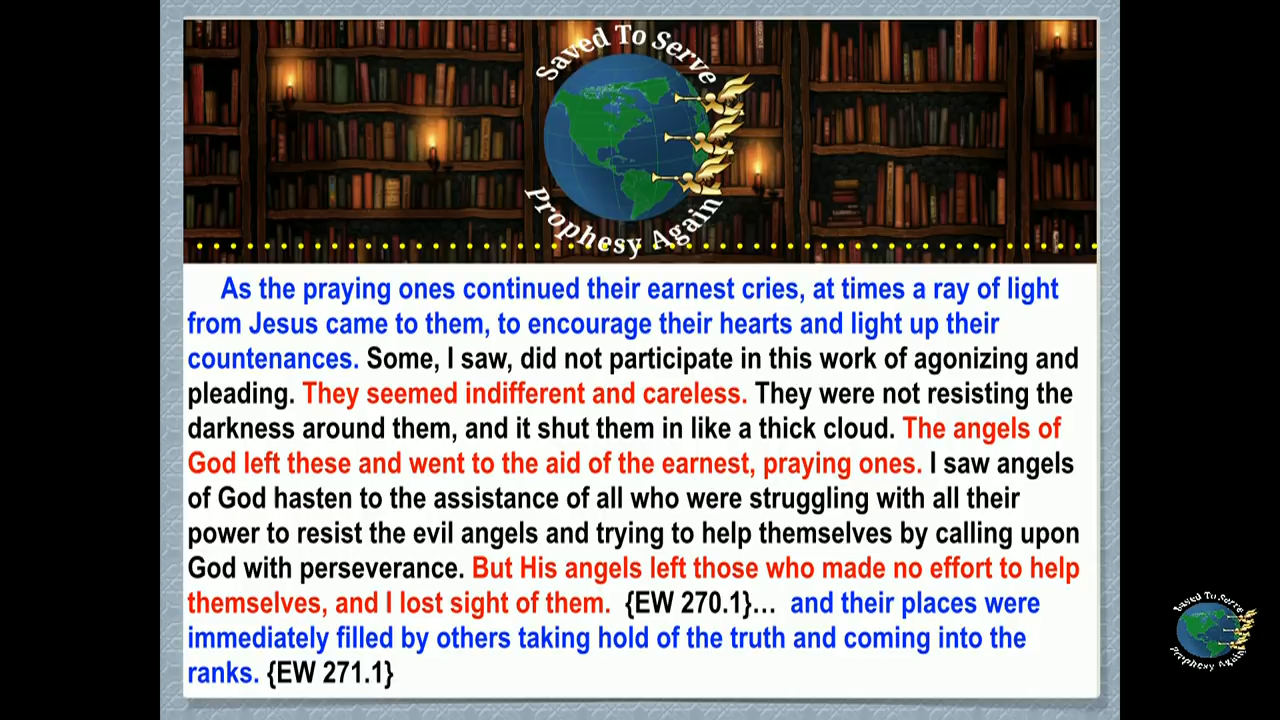 Saved To Serve
Prophesy Again
As the praying ones continued their earnest cries, at times a ray of light
from Jesus came to them, to encourage their hearts and light up their
countenances. Some, I saw, did not participate in this work of agonizing and
pleading. They seemed indifferent and careless. They were not resisting the
darkness around them, and it shut them in like a thick cloud. The angels of
God left these and went to the aid of the earnest, praying ones. I saw angels
of God hasten to the assistance of all who were struggling with all their
power to resist the evil angels and trying to help themselves by calling upon
God with perseverance. But His angels left those who made no effort to help
themselves, and I lost sight of them. {EW 270.1}... and their places were
immediately filled by others taking hold of the truth and coming into the
ranks. {EW 271.1}
Saved To Serve
Prophesy Again